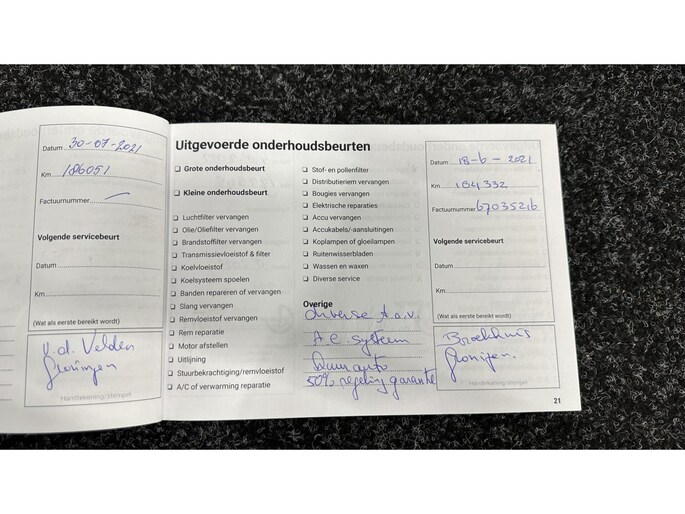 Datum 30-07-2021
Km 186051
Factuurnummer
Volgende servicebeurt
Datum
Km
(Wat als eerste bereikt wordt)
V.d. Velden
Groningen
Handtekening/stempel
Uitgevoerde onderhoudsbeurten
Grote onderhoudsbeurt
Kleine onderhoudsbeurt
Luchtfilter vervangen
Olie/Oliefilter vervangen
Brandstoffilter vervangen
Transmissievloeistof & filter
Koelvloeistof
Koelsysteem spoelen
Banden repareren of vervangen
Slang vervangen
Remvloeistof vervangen
Rem reparatie
Motor afstellen
Uitlijning
Stuurbekrachtiging/remvloeistof
A/C of verwarming reparatie
Stof- en pollenfilter
Distributieriem vervangen
Bougies vervangen
Elektrische reparaties
Accu vervangen
Accukabels/-aansluitingen
Koplampen of gloeilampen
Ruitenwisserbladen
Wassen en waxen
Diverse service
Overige
diverse t.a.v.
A.C. systeem
Duurauto
50% regeling garantie
Datum 18-6-2021
Km 184332
Factuurnummer 67035216
Volgende servicebeurt
Datum
Km
(Wat als eerste bereikt wordt)
Broekhuis
Groningen.
Handtekening/stempel
21